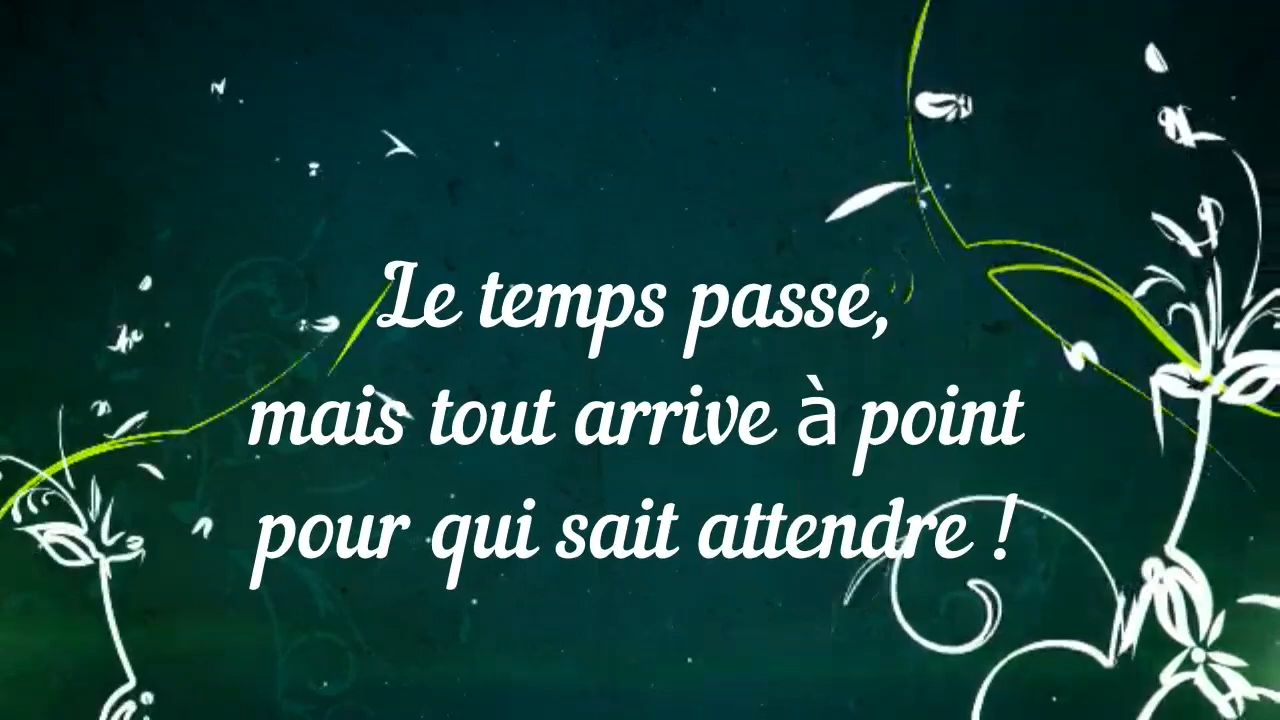 Le temps passe,
mais tout arrive à point
pour qui sait attendre !